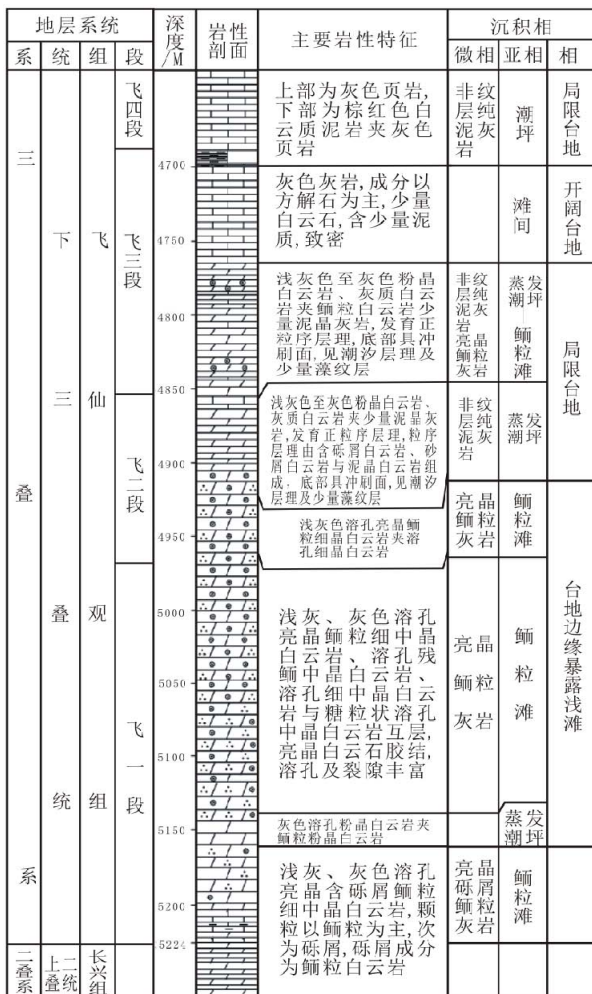 地层系统
深度/M
岩性剖面
主要岩性特征
沉积相
系
统
组
段
微相
亚相
相
三叠系
下三叠统
飞仙观组
飞四段
飞三段
飞二段
飞一段
二叠系
上二叠统
长兴组
4700
4750
4800
4850
4900
4950
5000
5050
5100
5150
5200
5224
上部为灰色页岩,
下部为棕红色白
云质泥岩夹灰色
页岩
非纹
层纯
泥灰
岩
潮坪
局限台地
灰色灰岩,成分以
方解石为主,少量
白云石,含少量泥
质,致密
滩间
开阔台地
浅灰色至灰色粉晶
白云岩、灰质白云
岩夹鲕粒白云岩少
量泥晶灰岩,发育正
粒序层理,底部具冲
刷面,见潮汐层理及
少量藻纹层
非纹
层纯
泥灰
岩
亮晶
鲕粒
灰岩
蒸发
潮坪
鲕粒滩
局限台地
浅灰色至灰色粉晶白云岩、
灰质白云岩夹少量泥晶灰
岩,发育正粒序层理,粒序
层理由含砾屑白云岩、砂
屑白云岩与泥晶白云岩组
成,底部具冲刷面,见潮汐
层理及少量藻纹层
非纹
层纯
泥灰
岩
蒸发
潮坪
浅灰色溶孔亮晶鲕
粒细晶白云岩夹溶
孔细晶白云岩
亮晶
鲕粒
灰岩
鲕粒滩
台地边缘暴露浅滩
浅灰、灰色溶孔
亮晶鲕粒细中晶
白云岩、溶孔残
鲕中晶白云岩、
溶孔细中晶白云
岩与糖粒状溶孔
中晶白云岩互层,
亮晶白云石胶结,
溶孔及裂隙丰富
亮晶
鲕粒
灰岩
鲕粒滩
灰色溶孔粉晶白云岩夹
鲕粒粉晶白云岩
蒸发
潮坪
浅灰、灰色溶孔
亮晶含砾屑鲕粒
细中晶白云岩,颗
粒以鲕粒为主,次
为砾屑,砾屑成分
为鲕粒白云岩
亮晶
砾屑
鲕粒
灰岩
鲕粒滩